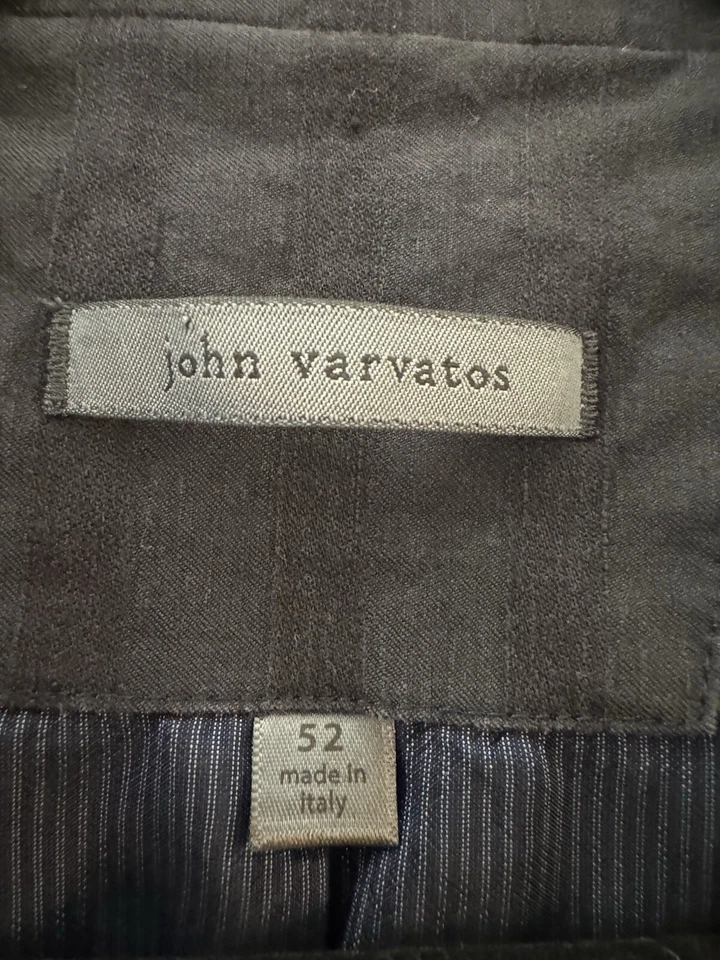 john varvatos
52
made in
italy